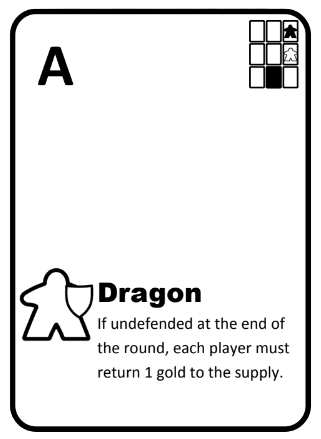 A
Dragon
If undefended at the end of
the round, each player must
return 1 gold to the supply.